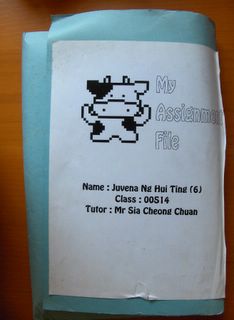 My
Assignment
File
Name : Juvena Ng Hui Ting (6)
Class : 00S14
Tutor : Mr Sia Cheong Chuan